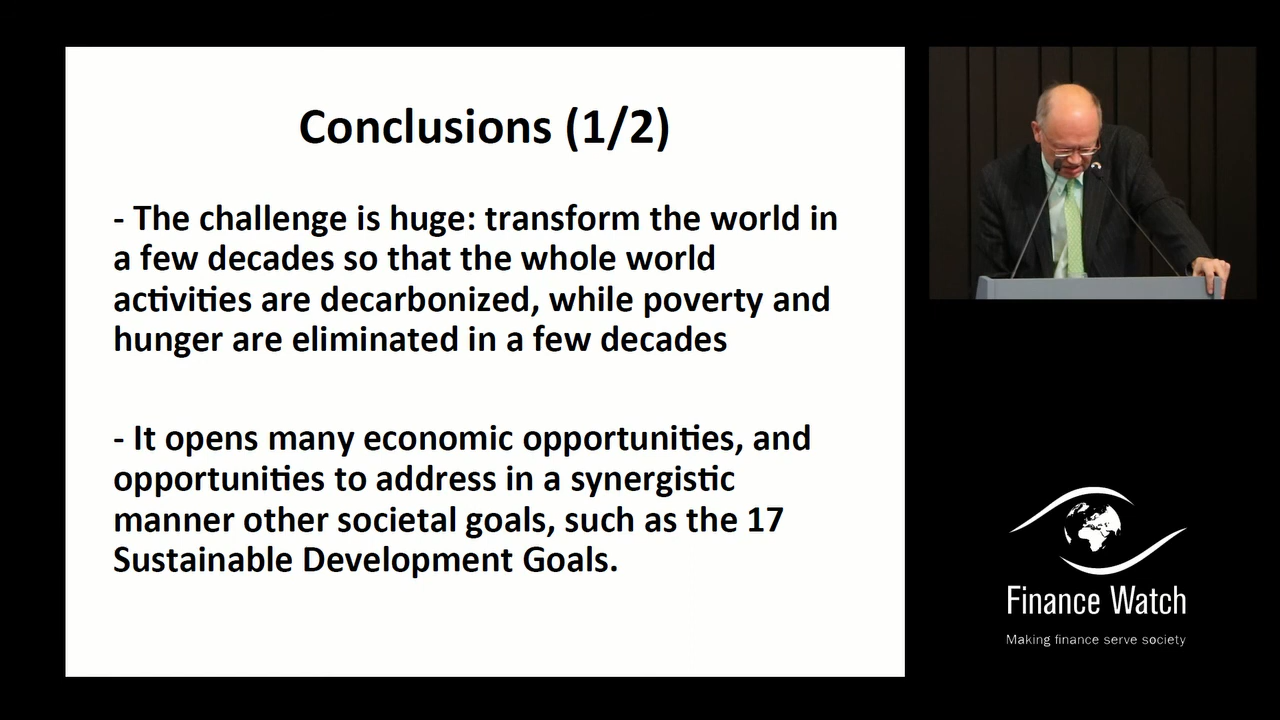 Conclusions (1/2)
- The challenge is huge: transform the world in
a few decades so that the whole world
activities are decarbonized, while poverty and
hunger are eliminated in a few decades
- It opens many economic opportunities, and
opportunities to address in a synergistic
manner other societal goals, such as the 17
Sustainable Development Goals.
Finance Watch
Making finance serve society